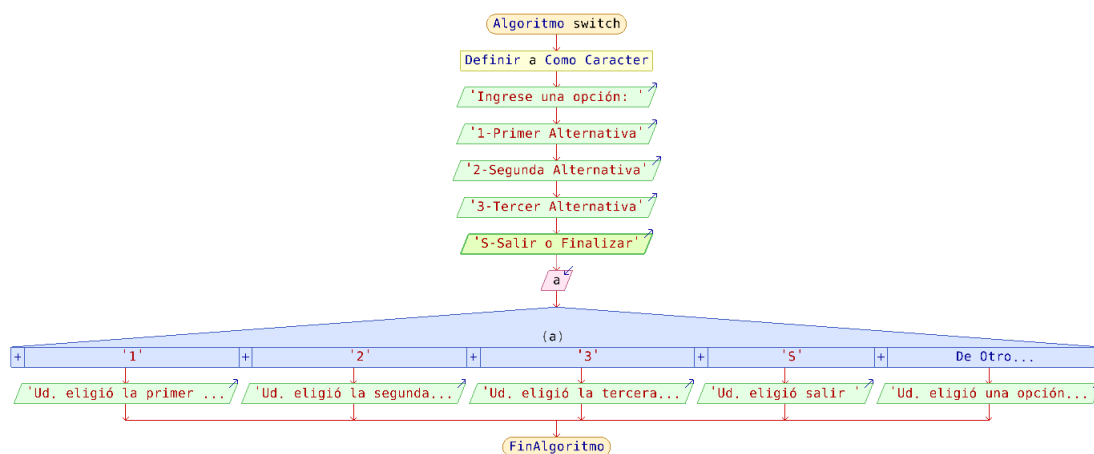 Algoritmo switch
Definir a Como Caracter
'Ingrese una opción: '
'1-Primer Alternativa'
'2-Segunda Alternativa'
'3-Tercer Alternativa'
'S-Salir o Finalizar'
a
(a)
+ '1' + '2' + '3' + 'S' + De Otro...
'Ud. eligió la primer ... 'Ud. eligió la segunda... 'Ud. eligió la tercera... 'Ud. eligió salir ' 'Ud. eligió una opción...
FinAlgoritmo